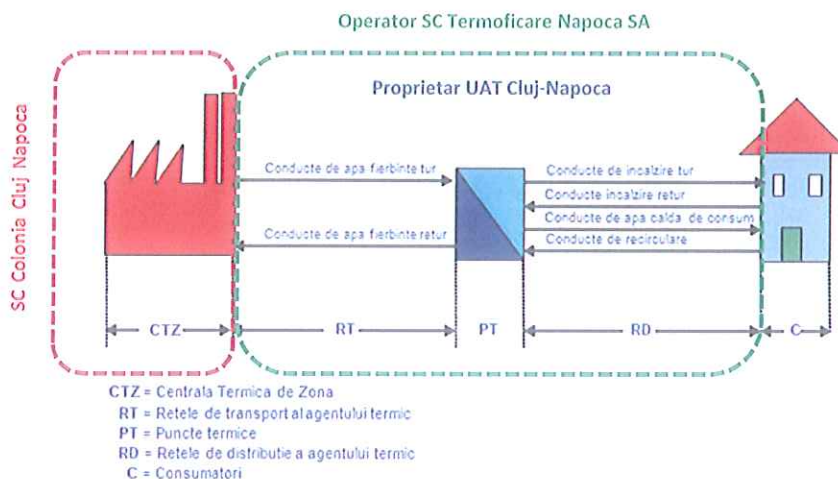 Operator SC Termoficare Napoca SA
Proprietar UAT Cluj-Napoca
SC Colonia Cluj Napoca
Conducte de apa fierbinte tur
Conducte de incalzire tur
Conducte incalzire retur
Conducte de apa calda de consum
Conducte de apa fierbinte retur
Conducte de recirculare
CTZ
RT
PT
RD
C
CTZ = Centrala Termica de Zona
RT = Retele de transport al agentului termic
PT = Puncte termice
RD = Retele de distributie a agentului termic
C = Consumatori